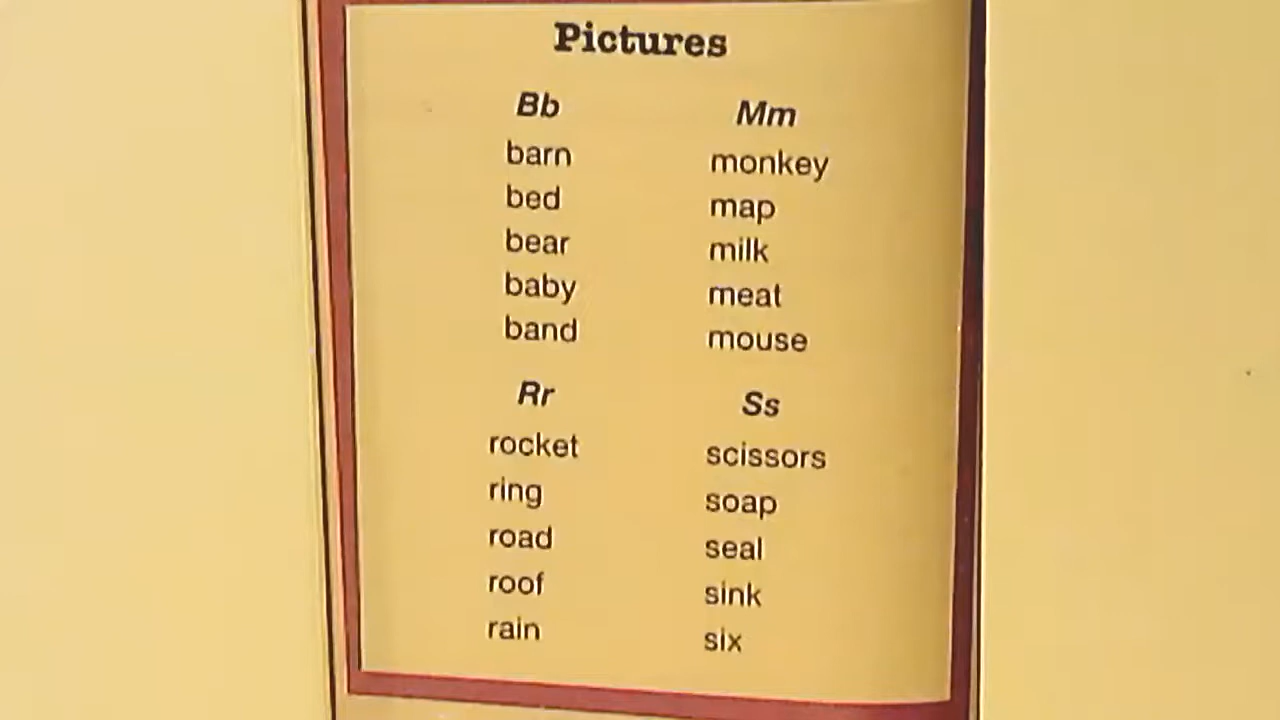 Pictures
Bb
barn
bed
bear
baby
band
Mm
monkey
map
milk
meat
mouse
Rr
rocket
ring
road
roof
rain
Ss
scissors
soap
seal
sink
six